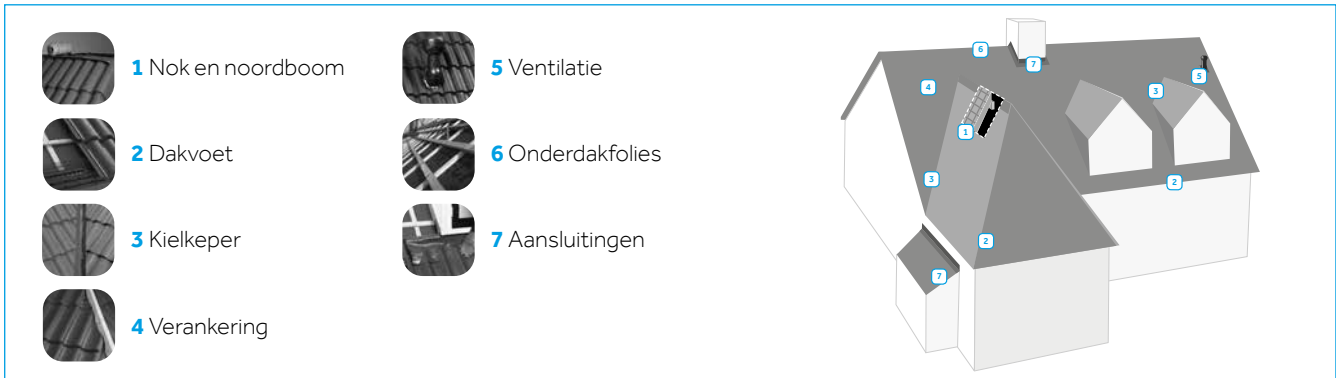 1 Nok en noordboom
2 Dakvoet
3 Kielkeper
4 Verankering
5 Ventilatie
6 Onderdakfolies
7 Aansluitingen
6
7
5
4
3
1
3
2
2
7